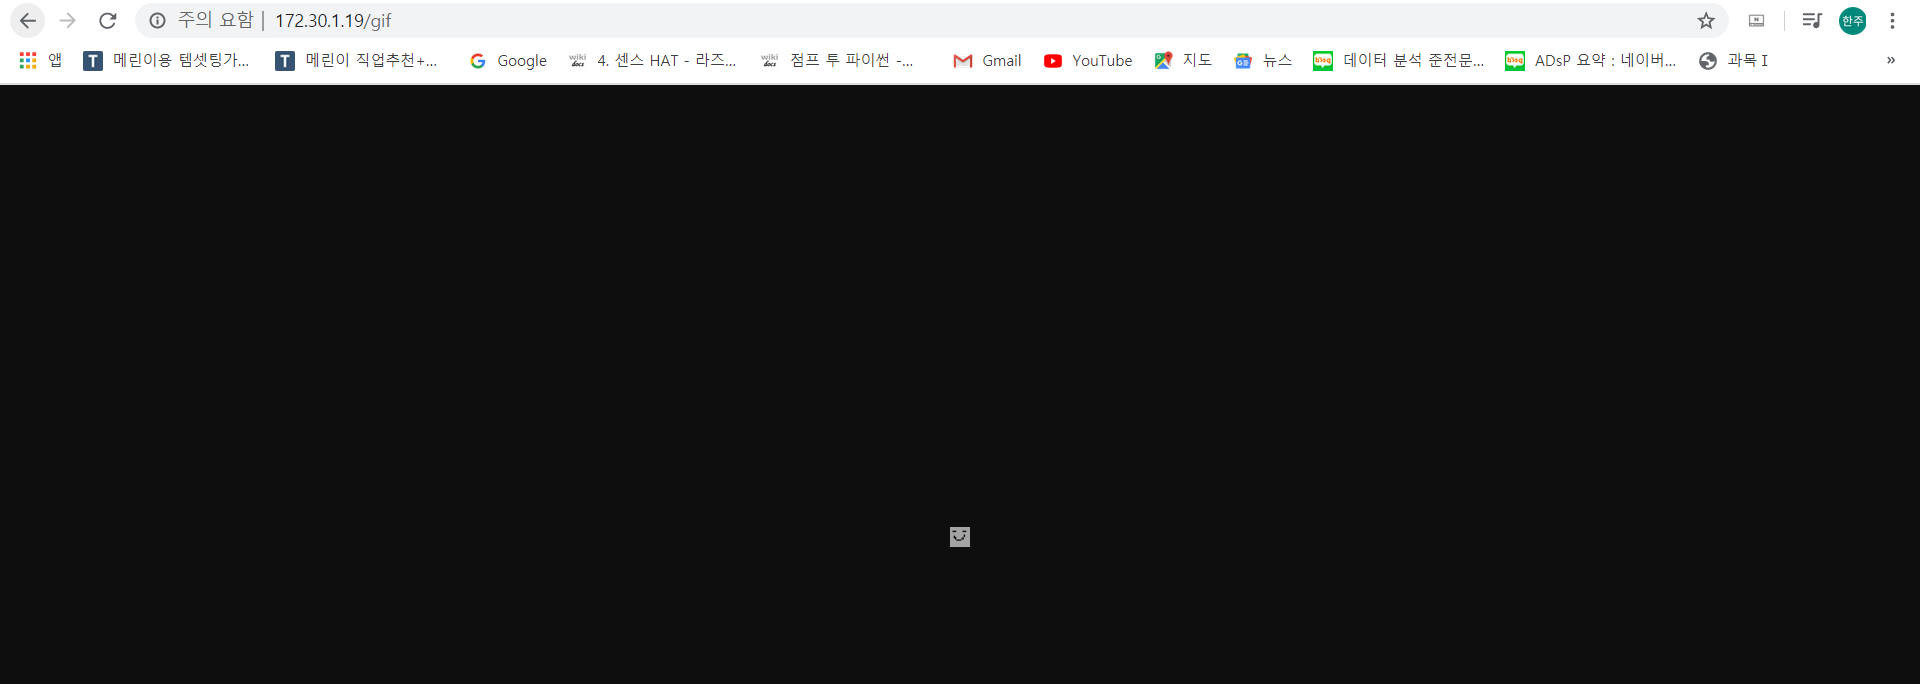 주의 요함 | 172.30.1.19/gif
한주
앱 메린이용 템셋팅가... 메린이 직업추천+... Google 4. 센스 HAT - 라즈... 점프 투 파이썬 -... Gmail YouTube 지도 뉴스 데이터 분석 준전문... ADsP 요약 : 네이버... 과목 I »